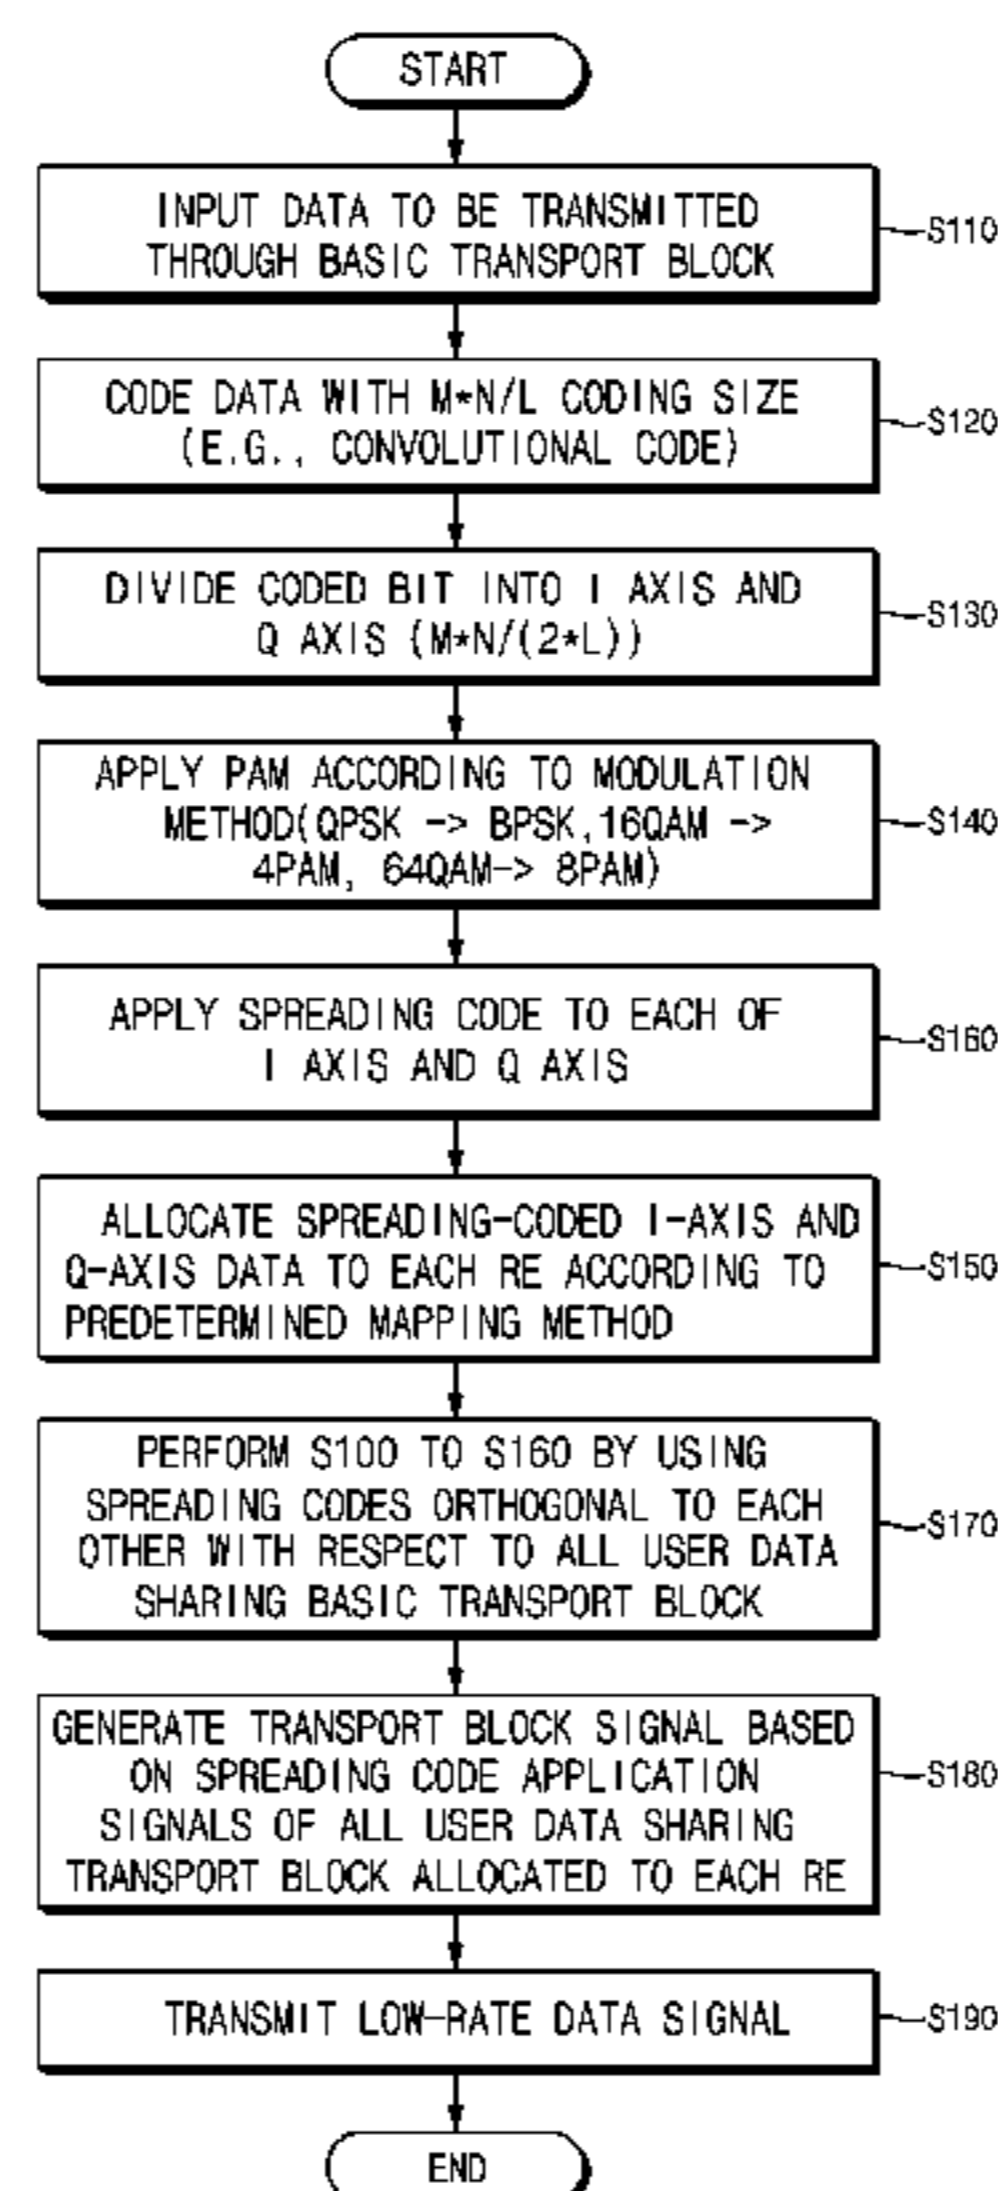 START
INPUT DATA TO BE TRANSMITTED
THROUGH BASIC TRANSPORT BLOCK
S110
CODE DATA WITH M*N/L CODING SIZE
(E.G., CONVOLUTIONAL CODE)
S120
DIVIDE CODED BIT INTO I AXIS AND
Q AXIS (M*N/(2*L))
S130
APPLY PAM ACCORDING TO MODULATION
METHOD(QPSK -> BPSK,16QAM ->
4PAM, 64QAM-> 8PAM)
S140
APPLY SPREADING CODE TO EACH OF
I AXIS AND Q AXIS
S160
ALLOCATE SPREADING-CODED I-AXIS AND
Q-AXIS DATA TO EACH RE ACCORDING TO
PREDETERMINED MAPPING METHOD
S150
PERFORM S100 TO S160 BY USING
SPREADING CODES ORTHOGONAL TO EACH
OTHER WITH RESPECT TO ALL USER DATA
SHARING BASIC TRANSPORT BLOCK
S170
GENERATE TRANSPORT BLOCK SIGNAL BASED
ON SPREADING CODE APPLICATION
SIGNALS OF ALL USER DATA SHARING
TRANSPORT BLOCK ALLOCATED TO EACH RE
S180
TRANSMIT LOW-RATE DATA SIGNAL
S190
END